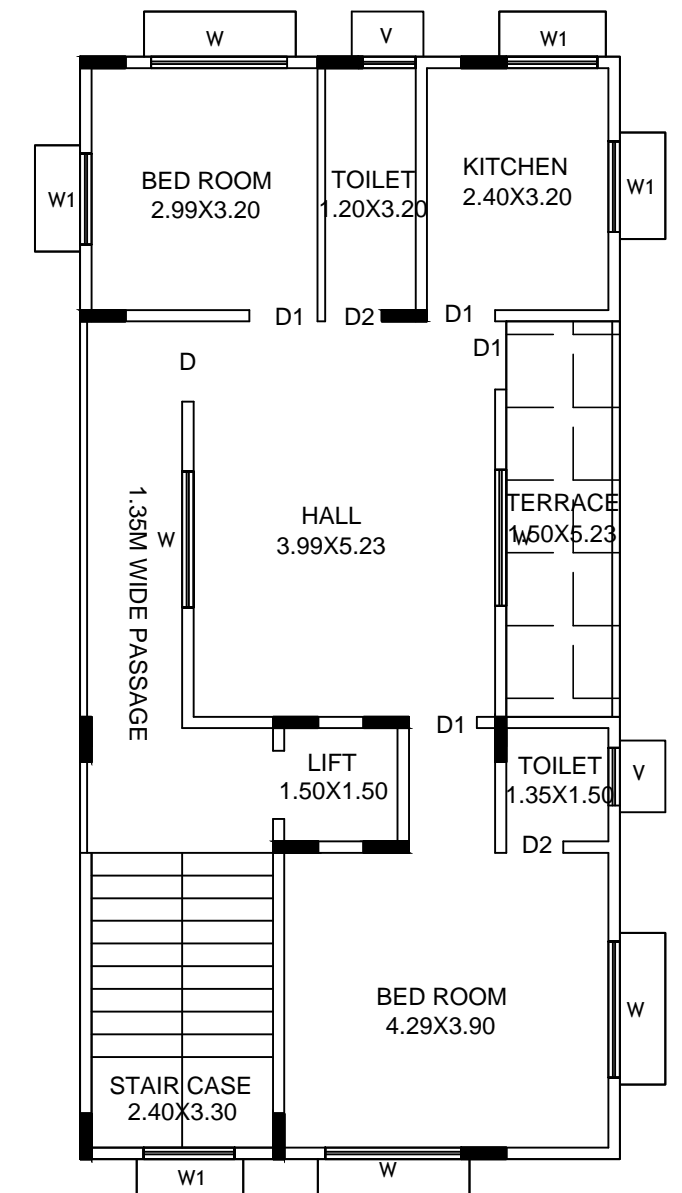 W
V
W1
W1
BED ROOM
2.99X3.20
TOILET
1.20X3.20
KITCHEN
2.40X3.20
W1
D1
D2
D1
D
D1
1.35M WIDE PASSAGE
W
HALL
3.99X5.23
TERRACE
1.50X5.23
W
D1
LIFT
1.50X1.50
TOILET
1.35X1.50
V
D2
BED ROOM
4.29X3.90
W
STAIR CASE
2.40X3.30
W1
W